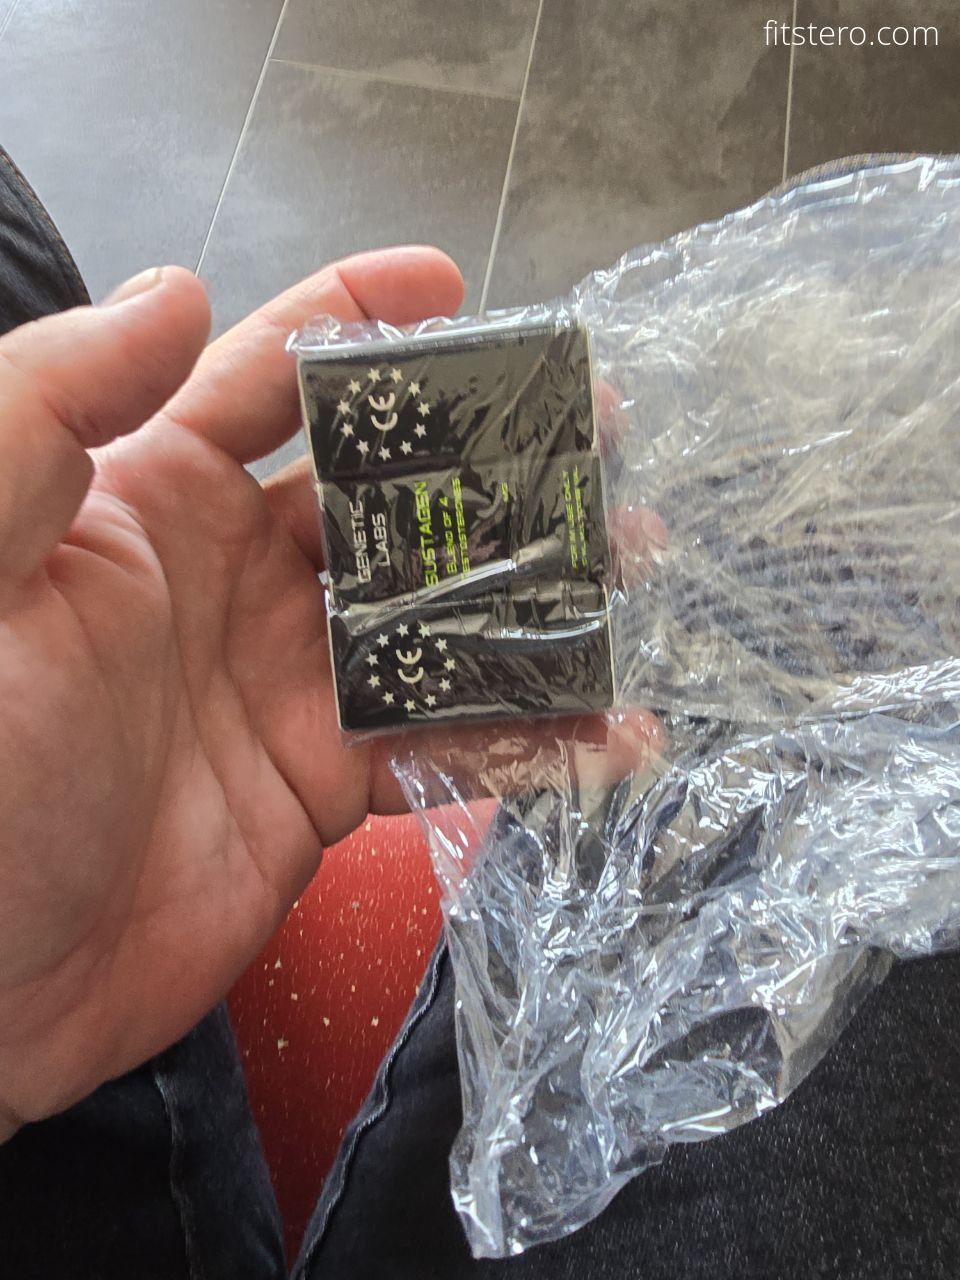 fitstero.com
CE
GENETIC
LABS
SUSTAGEN
BLEND OF 4
TESTOSTERONES
CE